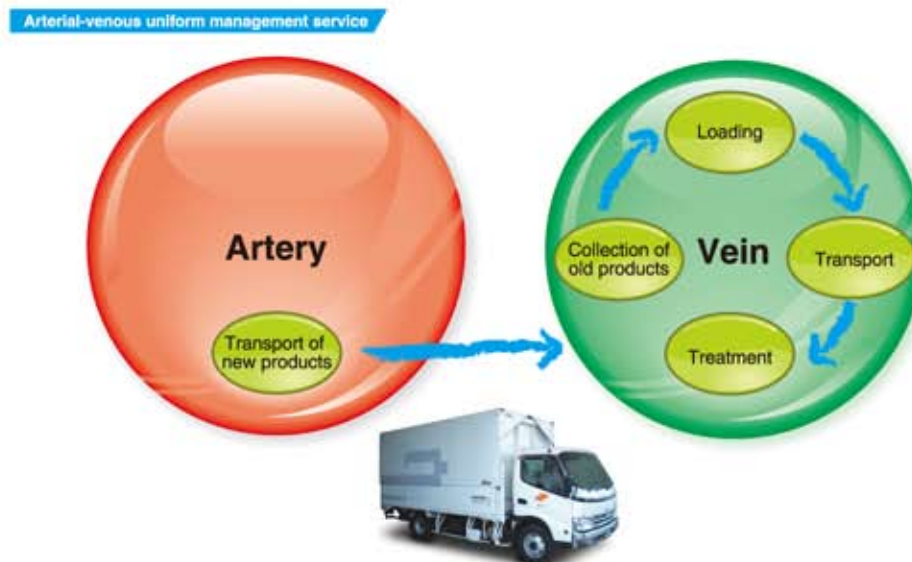 Arterial-venous uniform management service
Loading
Artery
Collection of
old products
Vein
Transport
Transport of
new products
Treatment